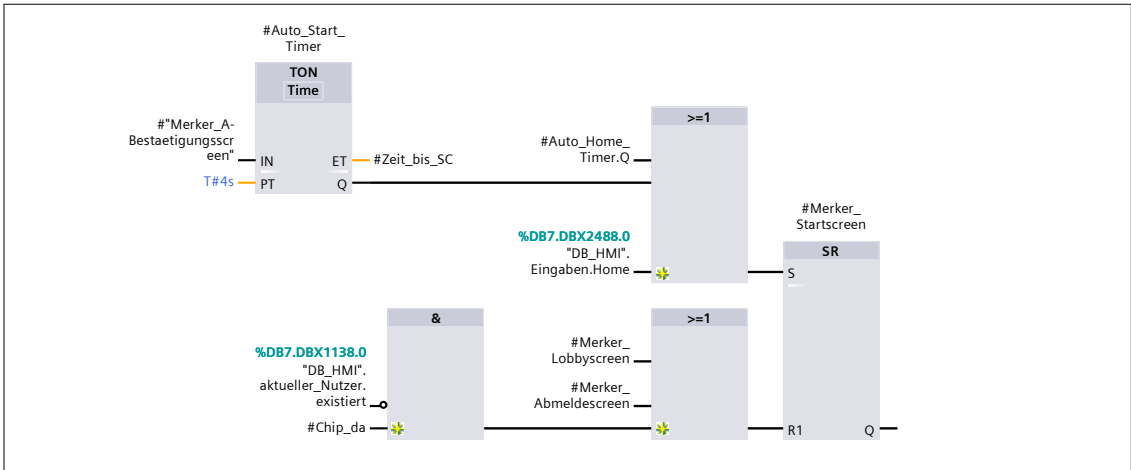 #Auto_Start_
Timer
TON
Time
#"Merker_A-
Bestaetigungsscr
een"
IN
ET
#Zeit_bis_SC
T#4s
PT
Q
>=1
#Auto_Home_
Timer.Q
%DB7.DBX2488.0
"DB_HMI".
Eingaben.Home
#Merker_
Startscreen
SR
S
&
%DB7.DBX1138.0
"DB_HMI".
aktueller_Nutzer.
existiert
#Chip_da
>=1
#Merker_
Lobbyscreen
#Merker_
Abmeldescreen
R1
Q